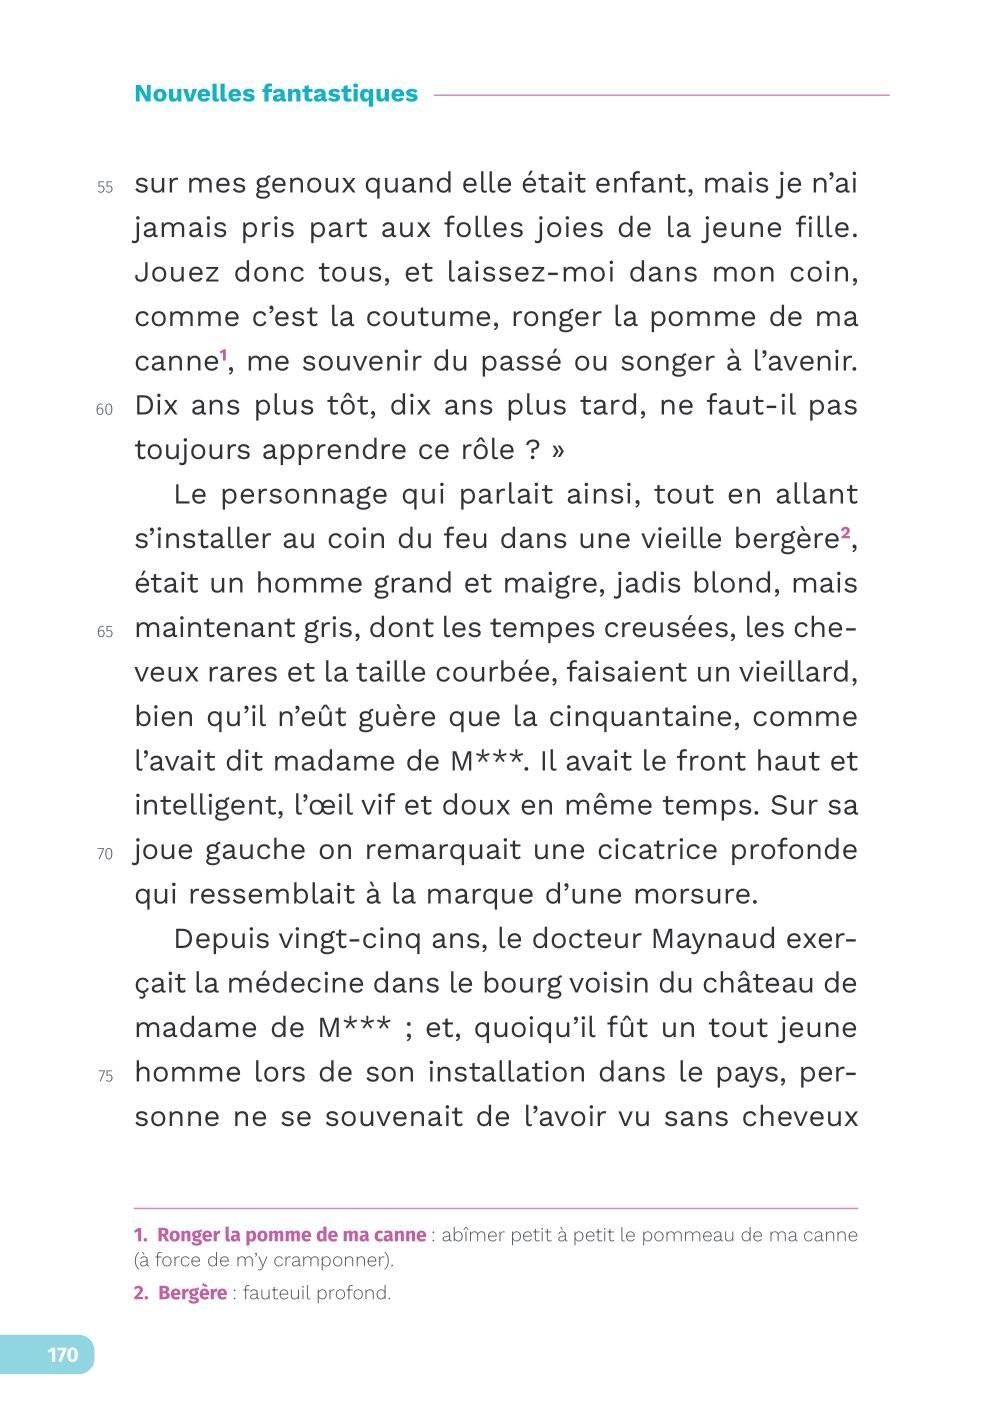 Nouvelles fantastiques
55 sur mes genoux quand elle était enfant, mais je n’ai
jamais pris part aux folles joies de la jeune fille.
Jouez donc tous, et laissez-moi dans mon coin,
comme c’est la coutume, ronger la pomme de ma
canne1, me souvenir du passé ou songer à l’avenir.
60 Dix ans plus tôt, dix ans plus tard, ne faut-il pas
toujours apprendre ce rôle ? »
Le personnage qui parlait ainsi, tout en allant
s’installer au coin du feu dans une vieille bergère2,
était un homme grand et maigre, jadis blond, mais
65 maintenant gris, dont les tempes creusées, les che-
veux rares et la taille courbée, faisaient un vieillard,
bien qu’il n’eût guère que la cinquantaine, comme
l’avait dit madame de M***. Il avait le front haut et
intelligent, l’œil vif et doux en même temps. Sur sa
70 joue gauche on remarquait une cicatrice profonde
qui ressemblait à la marque d’une morsure.
Depuis vingt-cinq ans, le docteur Maynaud exer-
çait la médecine dans le bourg voisin du château de
madame de M*** ; et, quoiqu’il fût un tout jeune
75 homme lors de son installation dans le pays, per-
sonne ne se souvenait de l’avoir vu sans cheveux
1. Ronger la pomme de ma canne : abîmer petit à petit le pommeau de ma canne
(à force de m’y cramponner).
2. Bergère : fauteuil profond.
170